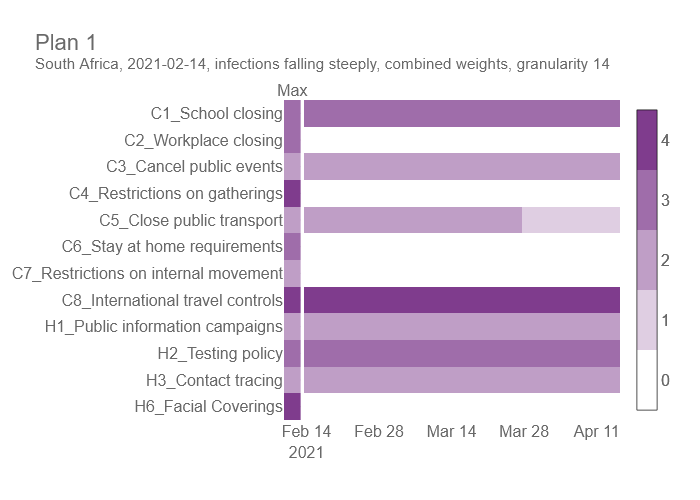 Plan 1
South Africa, 2021-02-14, infections falling steeply, combined weights, granularity 14
Max
C1_School closing
C2_Workplace closing
C3_Cancel public events
C4_Restrictions on gatherings
C5_Close public transport
C6_Stay at home requirements
C7_Restrictions on internal movement
C8_International travel controls
H1_Public information campaigns
H2_Testing policy
H3_Contact tracing
H6_Facial Coverings
Feb 14 Feb 28 Mar 14 Mar 28 Apr 11
2021
4
3
2
1
0